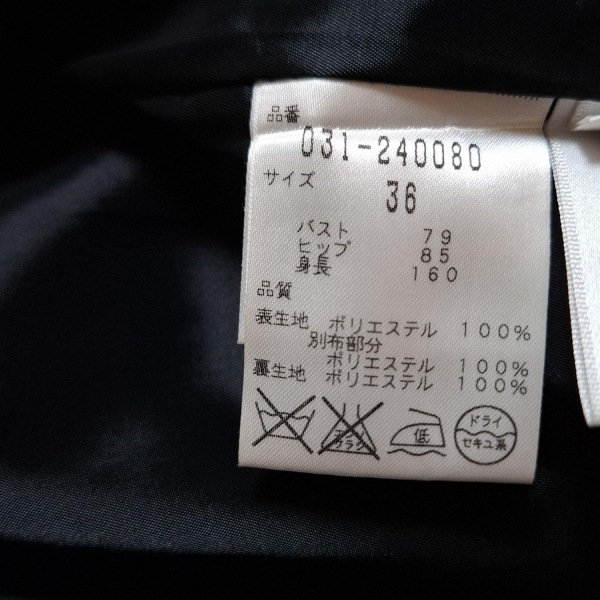 品番
031-240080
サイズ
36
バスト 79
ヒップ 85
身長 160
品質
表生地 ポリエステル 100%
別布部分
ポリエステル 100%
裏生地 ポリエステル 100%
低
ドライ
セキユ系